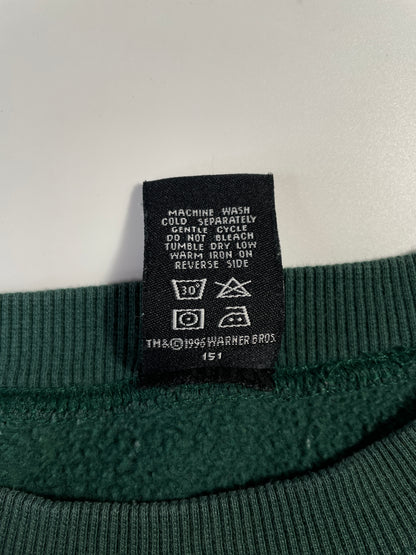 MACHINE WASH
COLD SEPARATELY
GENTLE CYCLE
DO NOT BLEACH
TUMBLE DRY LOW
WARM IRON ON
REVERSE SIDE
30°
TM&©1996 WARNER BROS.
151